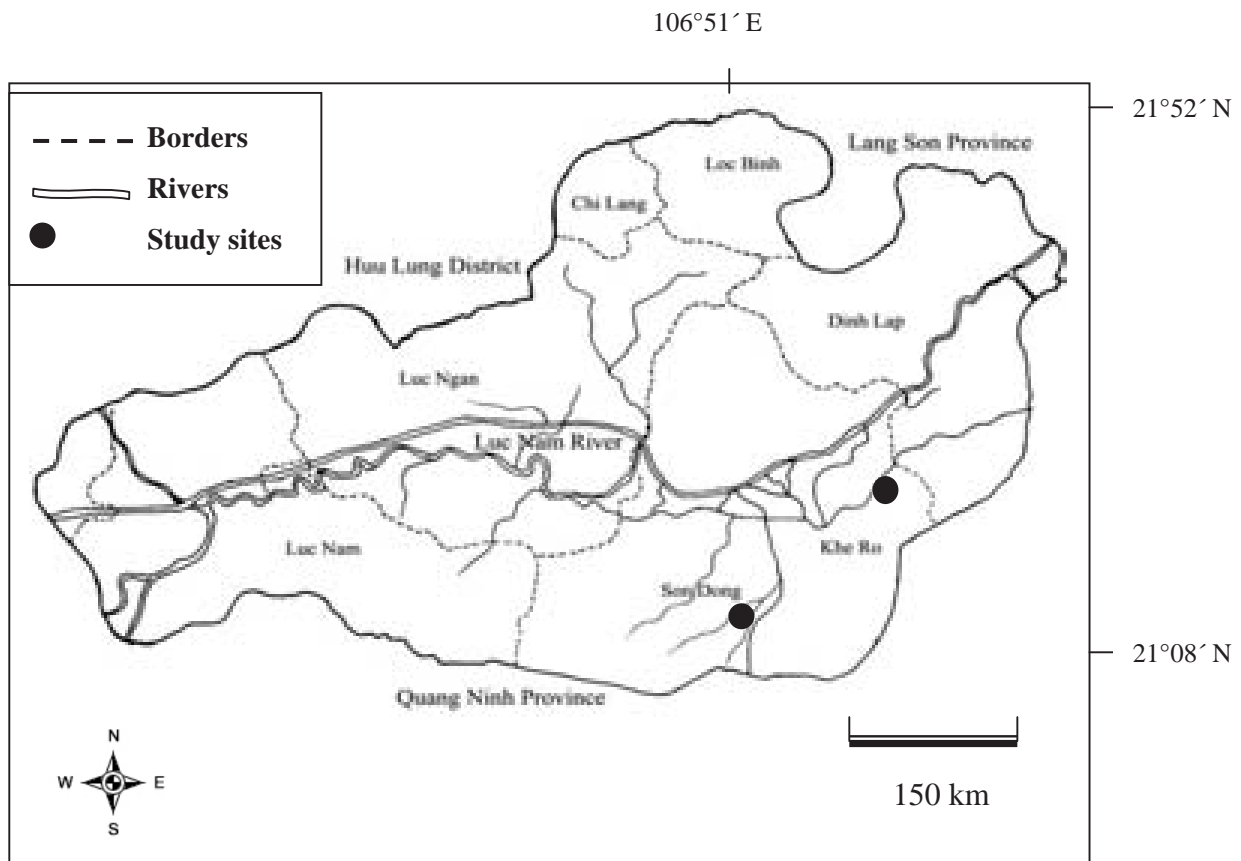 106°51´ E
21°52´ N
Borders
Rivers
Study sites
Lang Son Province
Loc Binh
Chi Lang
Huu Lung District
Dinh Lap
Luc Ngan
Luc Nam River
Luc Nam
Khe Ro
Son Dong
21°08´ N
Quang Ninh Province
N
W E
S
150 km